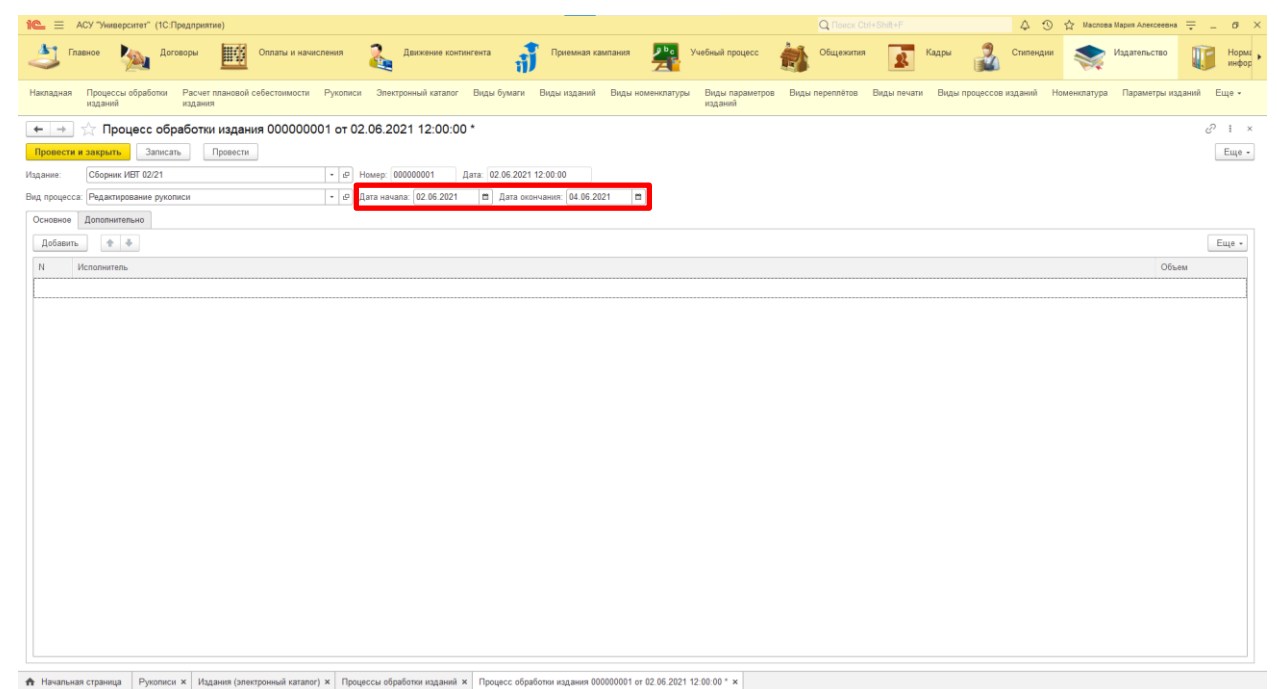 АСУ "Университет" (1С:Предприятие) Поиск Ctrl+Shift+F Маслова Мария Алексеевна
Главное Договоры Оплаты и начисления Движение контингента Приемная кампания Учебный процесс Общежития Кадры Стипендии Издательство Норма
инфор
Накладная Процессы обработки Расчет плановой себестоимости Рукописи Электронный каталог Виды бумаги Виды изданий Виды номенклатуры Виды параметров Виды переплётов Виды печати Виды процессов изданий Номенклатура Параметры изданий Еще
изданий издания изданий
Процесс обработки издания 000000001 от 02.06.2021 12:00:00 *
Провести и закрыть Записать Провести Еще
Издание: Сборник ИВТ 02/21 Номер: 000000001 Дата: 02.06.2021 12:00:00
Вид процесса: Редактирование рукописи Дата начала: 02.06.2021 Дата окончания: 04.06.2021
Основное Дополнительно
Добавить Еще
N Исполнитель Объем
Начальная страница Рукописи × Издания (электронный каталог) × Процессы обработки изданий × Процесс обработки издания 000000001 от 02.06.2021 12:00:00 * ×